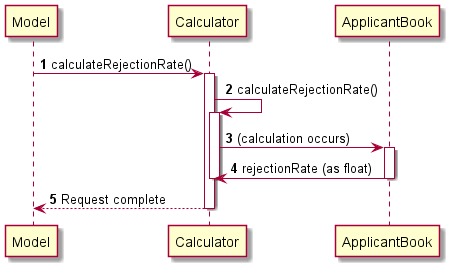 Model Calculator ApplicantBook
1 calculateRejectionRate()
2 calculateRejectionRate()
3 (calculation occurs)
4 rejectionRate (as float)
5 Request complete
Model Calculator ApplicantBook